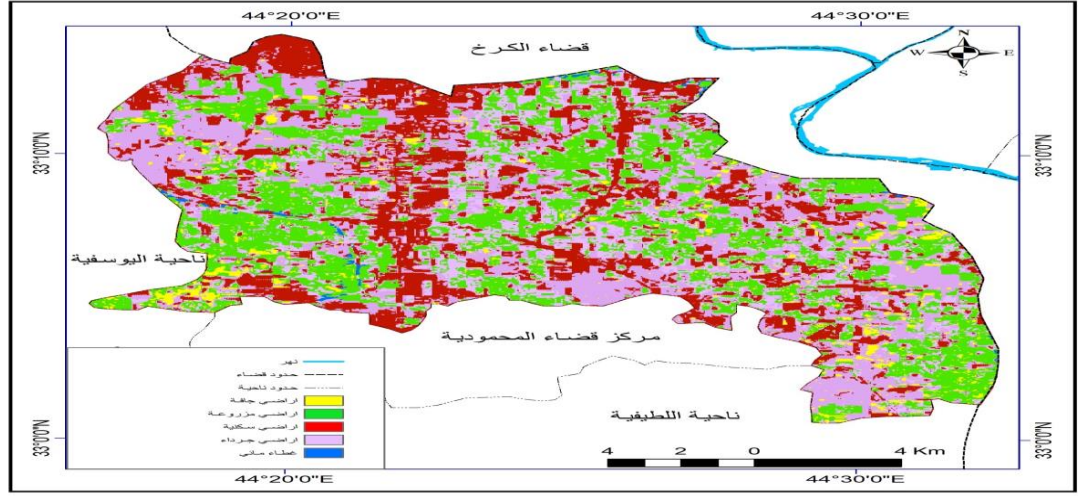 44°20'0"E 44°30'0"E
قضاء الكرخ
N
W E
S
33°10'0"N 33°10'0"N
ناحية اليوسفية
مركز قضاء المحمودية
نهر
حدود قضاء
حدود ناحية
اراضي جافة
اراضي مزروعة
اراضي سكنية
اراضي جرداء
غطاء مائي
ناحية اللطيفية
33°0'0"N 33°0'0"N
4 2 0 4 Km
44°20'0"E 44°30'0"E